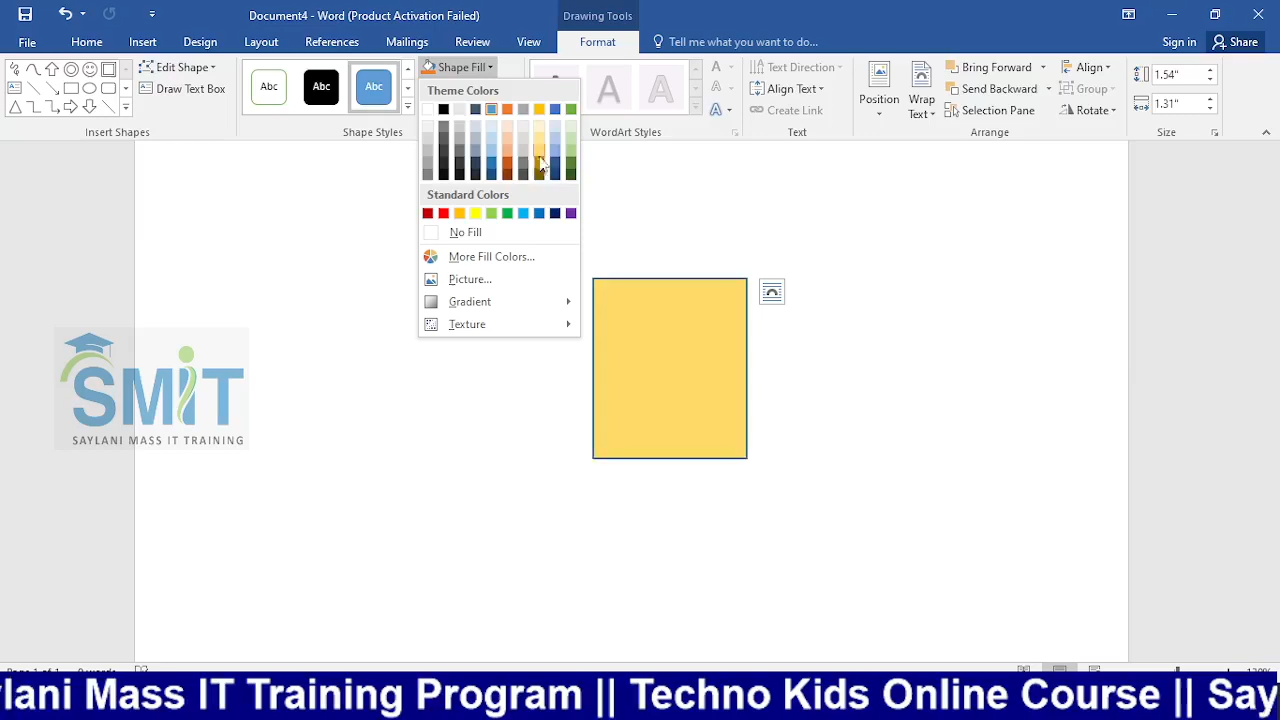 Document4 - Word (Product Activation Failed)
Drawing Tools
File
Home
Insert
Design
Layout
References
Mailings
Review
View
Format
Tell me what you want to do...
Sign in
Share
Edit Shape
Draw Text B
Insert Shapes
Abc
Abc
Abc
Shape Styles
Shape Fill
Theme Colors
Standard Colors
No Fill
More Fill Colors...
Picture...
Gradient
Texture
A
A
A
A
A
WordArt Styles
Text Direction
Align Text
Create Link
Text
Position
Wrap
Text
Bring Forward
Send Backward
Selection Pane
Align
Group
Rotate
Arrange
1.54"
1.31"
Size
SMiT
SAYLANI MASS IT TRAINING
ylani Mass IT Training Program || Techno Kids Online Course || Say